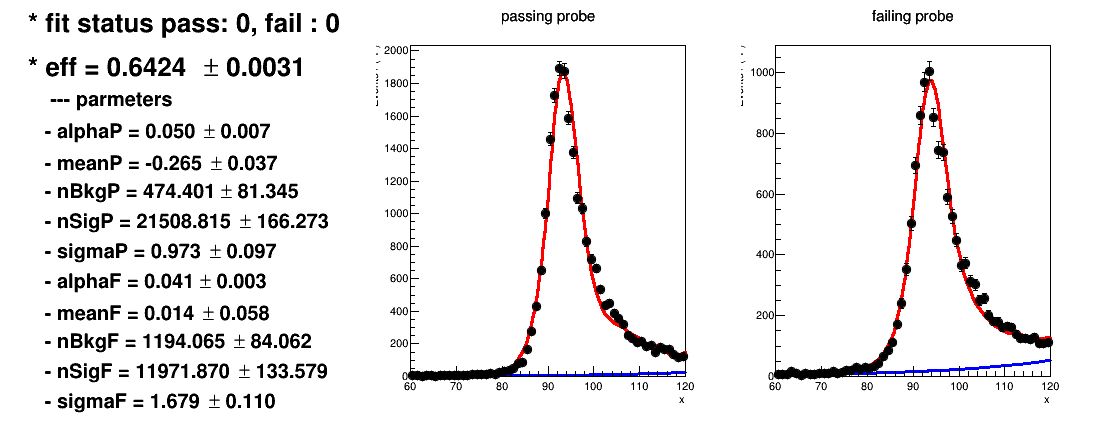 * fit status pass: 0, fail : 0
* eff = 0.6424 ± 0.0031
--- parmeters
- alphaP = 0.050 ± 0.007
- meanP = -0.265 ± 0.037
- nBkgP = 474.401 ± 81.345
- nSigP = 21508.815 ± 166.273
- sigmaP = 0.973 ± 0.097
- alphaF = 0.041 ± 0.003
- meanF = 0.014 ± 0.058
- nBkgF = 1194.065 ± 84.062
- nSigF = 11971.870 ± 133.579
- sigmaF = 1.679 ± 0.110
passing probe
2000
1800
1600
1400
1200
1000
800
600
400
200
0
60 70 80 90 100 110 120
x
failing probe
1000
800
600
400
200
0
60 70 80 90 100 110 120
x